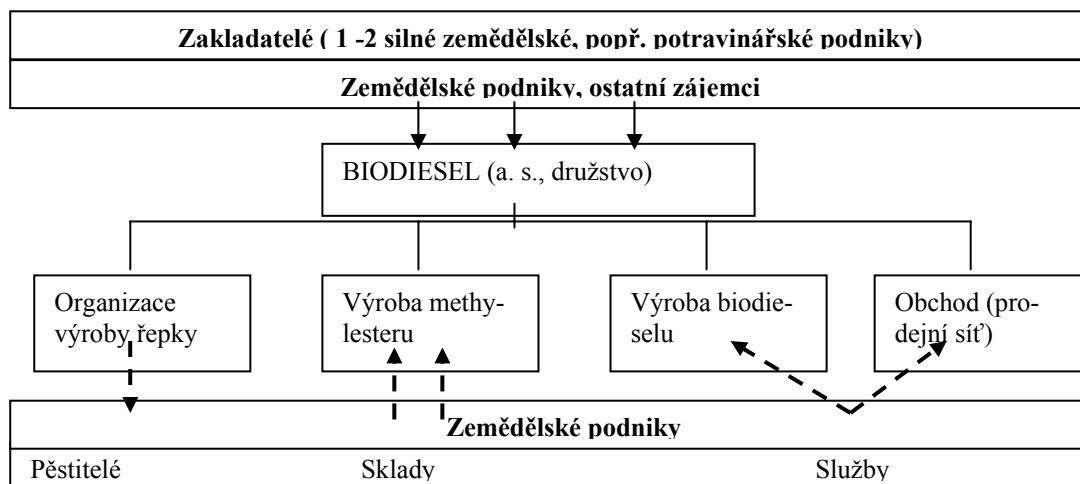 Zakladatelé ( 1 -2 silné zemědělské, popř. potravinářské podniky)
Zemědělské podniky, ostatní zájemci
BIODIESEL (a. s., družstvo)
Organizace
výroby řepky
Výroba methy-
lesteru
Výroba biodie-
selu
Obchod (pro-
dejní síť)
Zemědělské podniky
Pěstitelé Sklady Služby